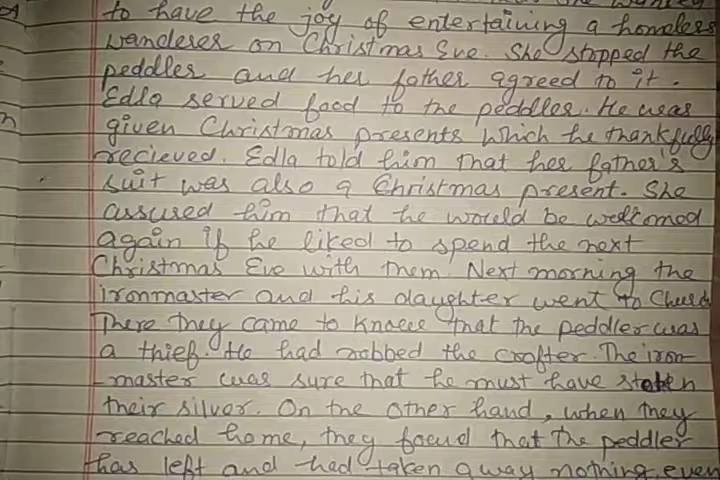 to have the joy of entertaining a homeless
wanderer on Christmas Eve. She stopped the
peddler and her father agreed to it.
Edla served food to the peddler. He was
given Christmas presents which he thankfully
recieved. Edla told him that her father's
suit was also a Christmas present. She
assured him that he would be welcomed
again if he liked to spend the next
Christmas Eve with them. Next morning the
ironmaster and his daughter went to Church
There they came to know that the peddler was
a thief. He had robbed the crofter. The iron-
-master was sure that he must have stolen
their silver. On the other hand, when they
reached home, they found that the peddler
has left and had taken away nothing, even